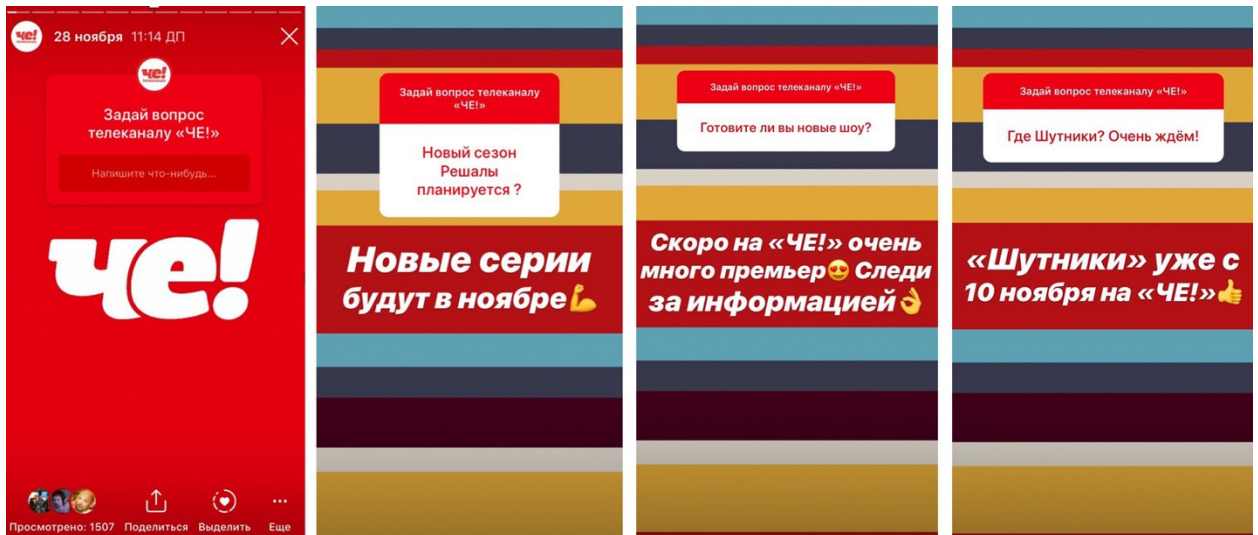 че!
28 ноября 11:14 ДП
че!
Задай вопрос
телеканалу «ЧЕ!»
Напишите что-нибудь...
че!
Просмотрено: 1507 Поделиться Выделить Еще
Задай вопрос телеканалу
«ЧЕ!»
Новый сезон
Решалы
планируется ?
Новые серии
будут в ноябре💪
Задай вопрос телеканалу «ЧЕ!»
Готовите ли вы новые шоу?
Скоро на «ЧЕ!» очень
много премьер😍 Следи
за информацией👌
Задай вопрос телеканалу «ЧЕ!»
Где Шутники? Очень ждём!
«Шутники» уже с
10 ноября на «ЧЕ!»👍